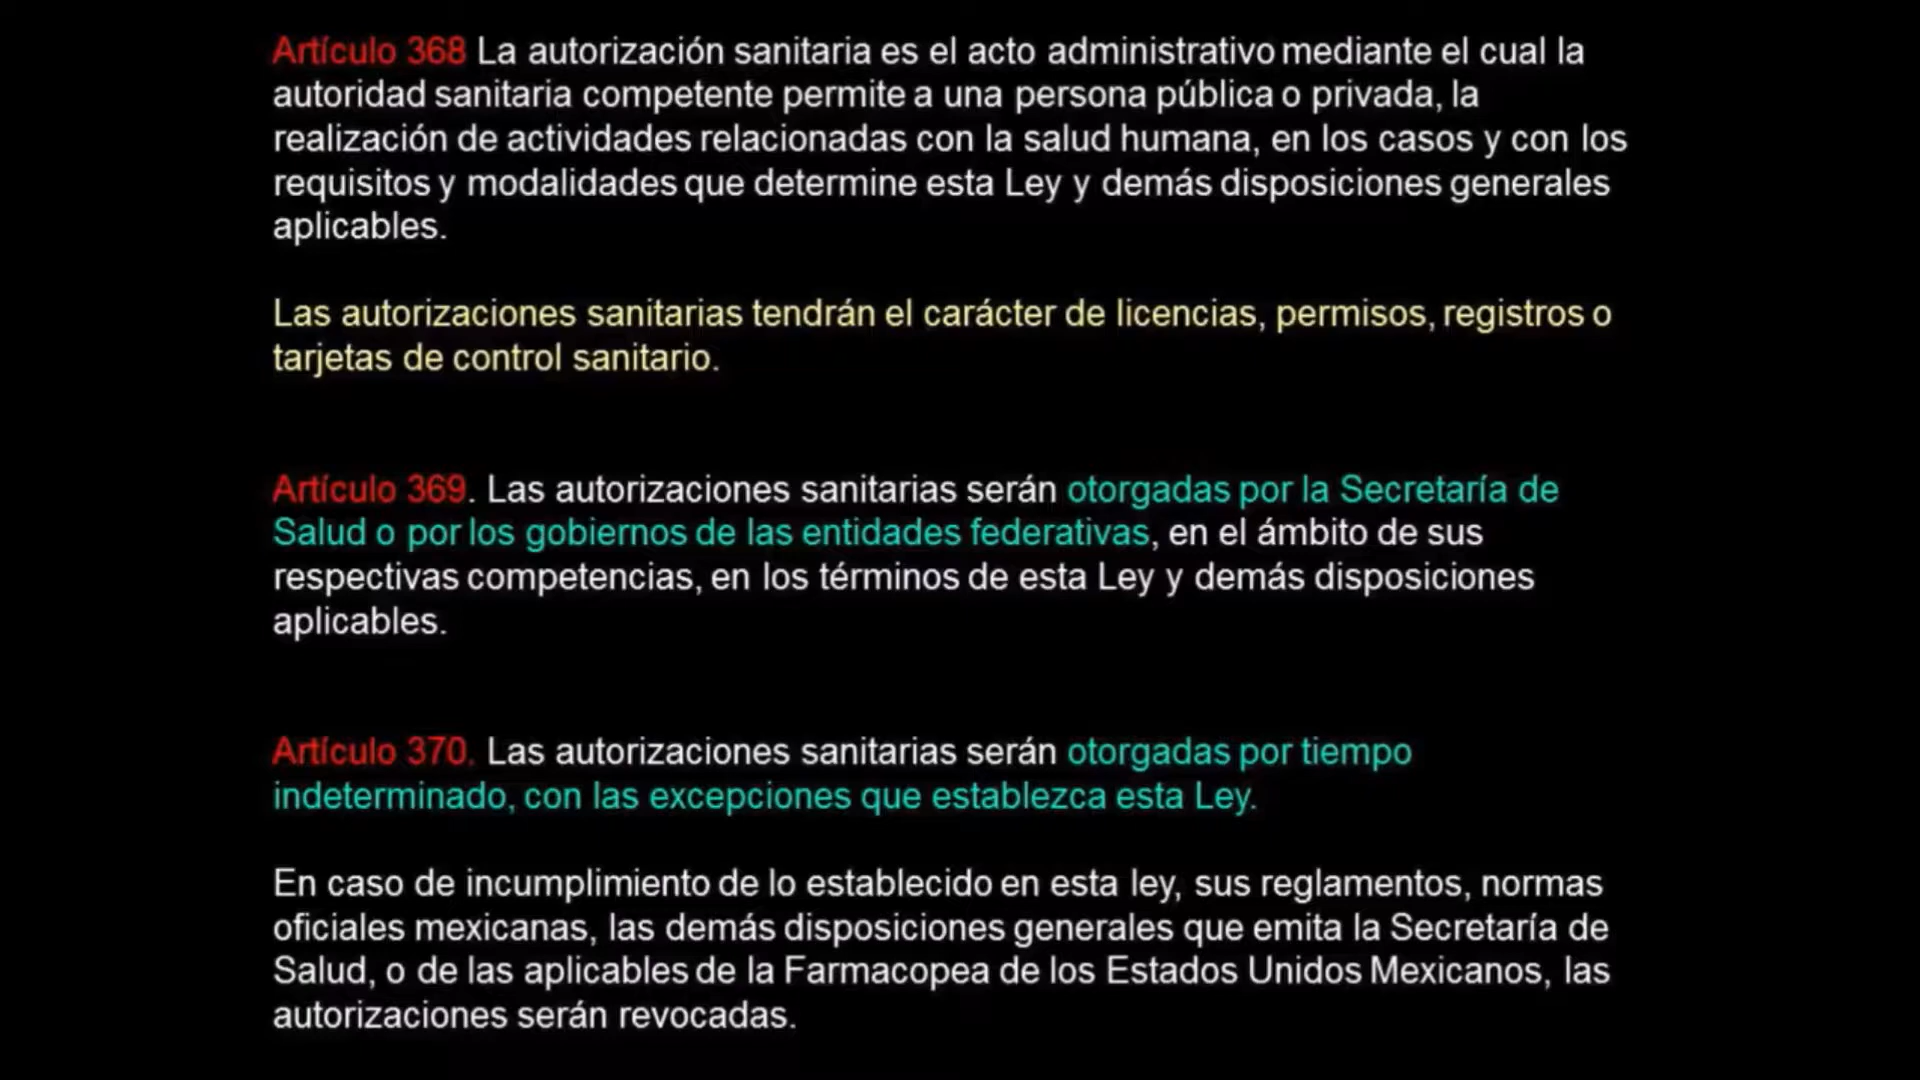 Artículo 368 La autorización sanitaria es el acto administrativo mediante el cual la
autoridad sanitaria competente permite a una persona pública o privada, la
realización de actividades relacionadas con la salud humana, en los casos y con los
requisitos y modalidades que determine esta Ley y demás disposiciones generales
aplicables.
Las autorizaciones sanitarias tendrán el carácter de licencias, permisos, registros o
tarjetas de control sanitario.
Artículo 369. Las autorizaciones sanitarias serán otorgadas por la Secretaría de
Salud o por los gobiernos de las entidades federativas, en el ámbito de sus
respectivas competencias, en los términos de esta Ley y demás disposiciones
aplicables.
Artículo 370. Las autorizaciones sanitarias serán otorgadas por tiempo
indeterminado, con las excepciones que establezca esta Ley.
En caso de incumplimiento de lo establecido en esta ley, sus reglamentos, normas
oficiales mexicanas, las demás disposiciones generales que emita la Secretaría de
Salud, o de las aplicables de la Farmacopea de los Estados Unidos Mexicanos, las
autorizaciones serán revocadas.